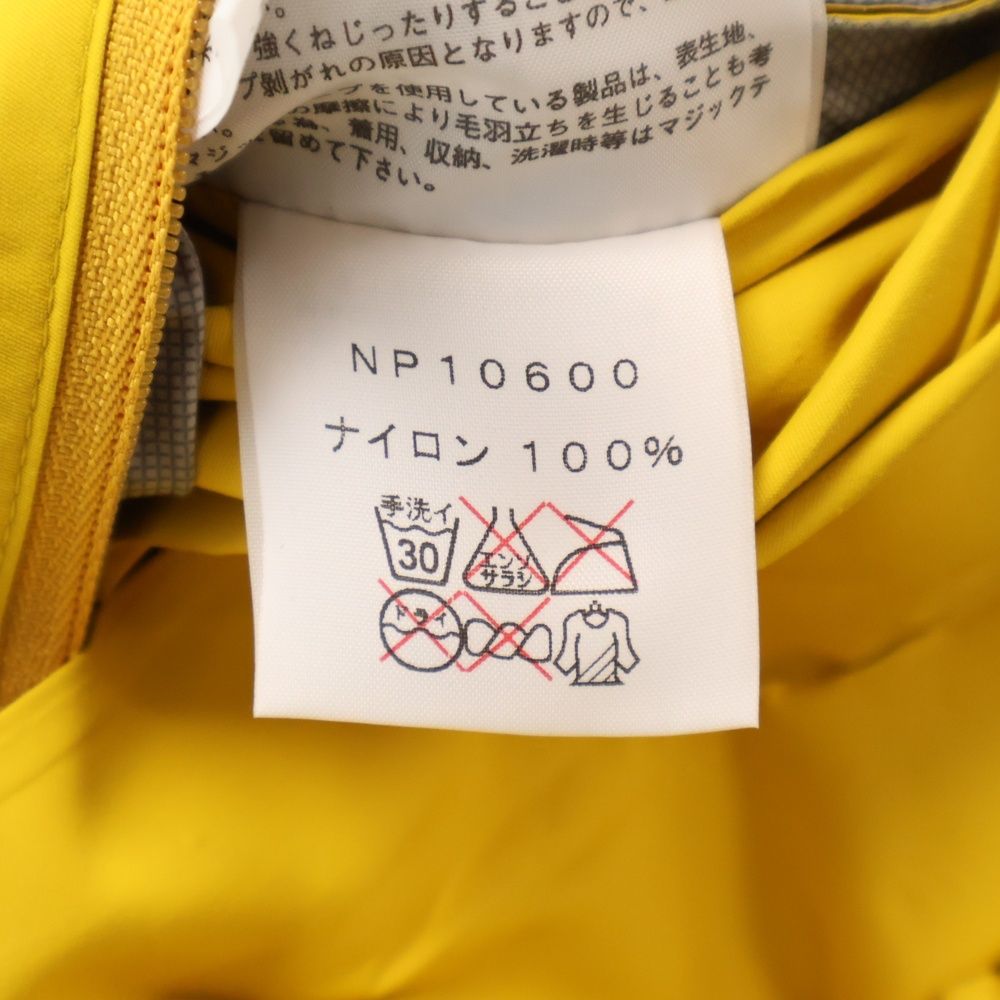 強くねじったりすること
プ剥がれの原因となりますので、
を使用している製品は、表生地、
摩擦により毛羽立ちを生じることも考
為、着用、収納、洗濯時等はマジックテ
留めて下さい。
NP10600
ナイロン 100%
手洗イ
30
エンソ
サラシ
ドライ